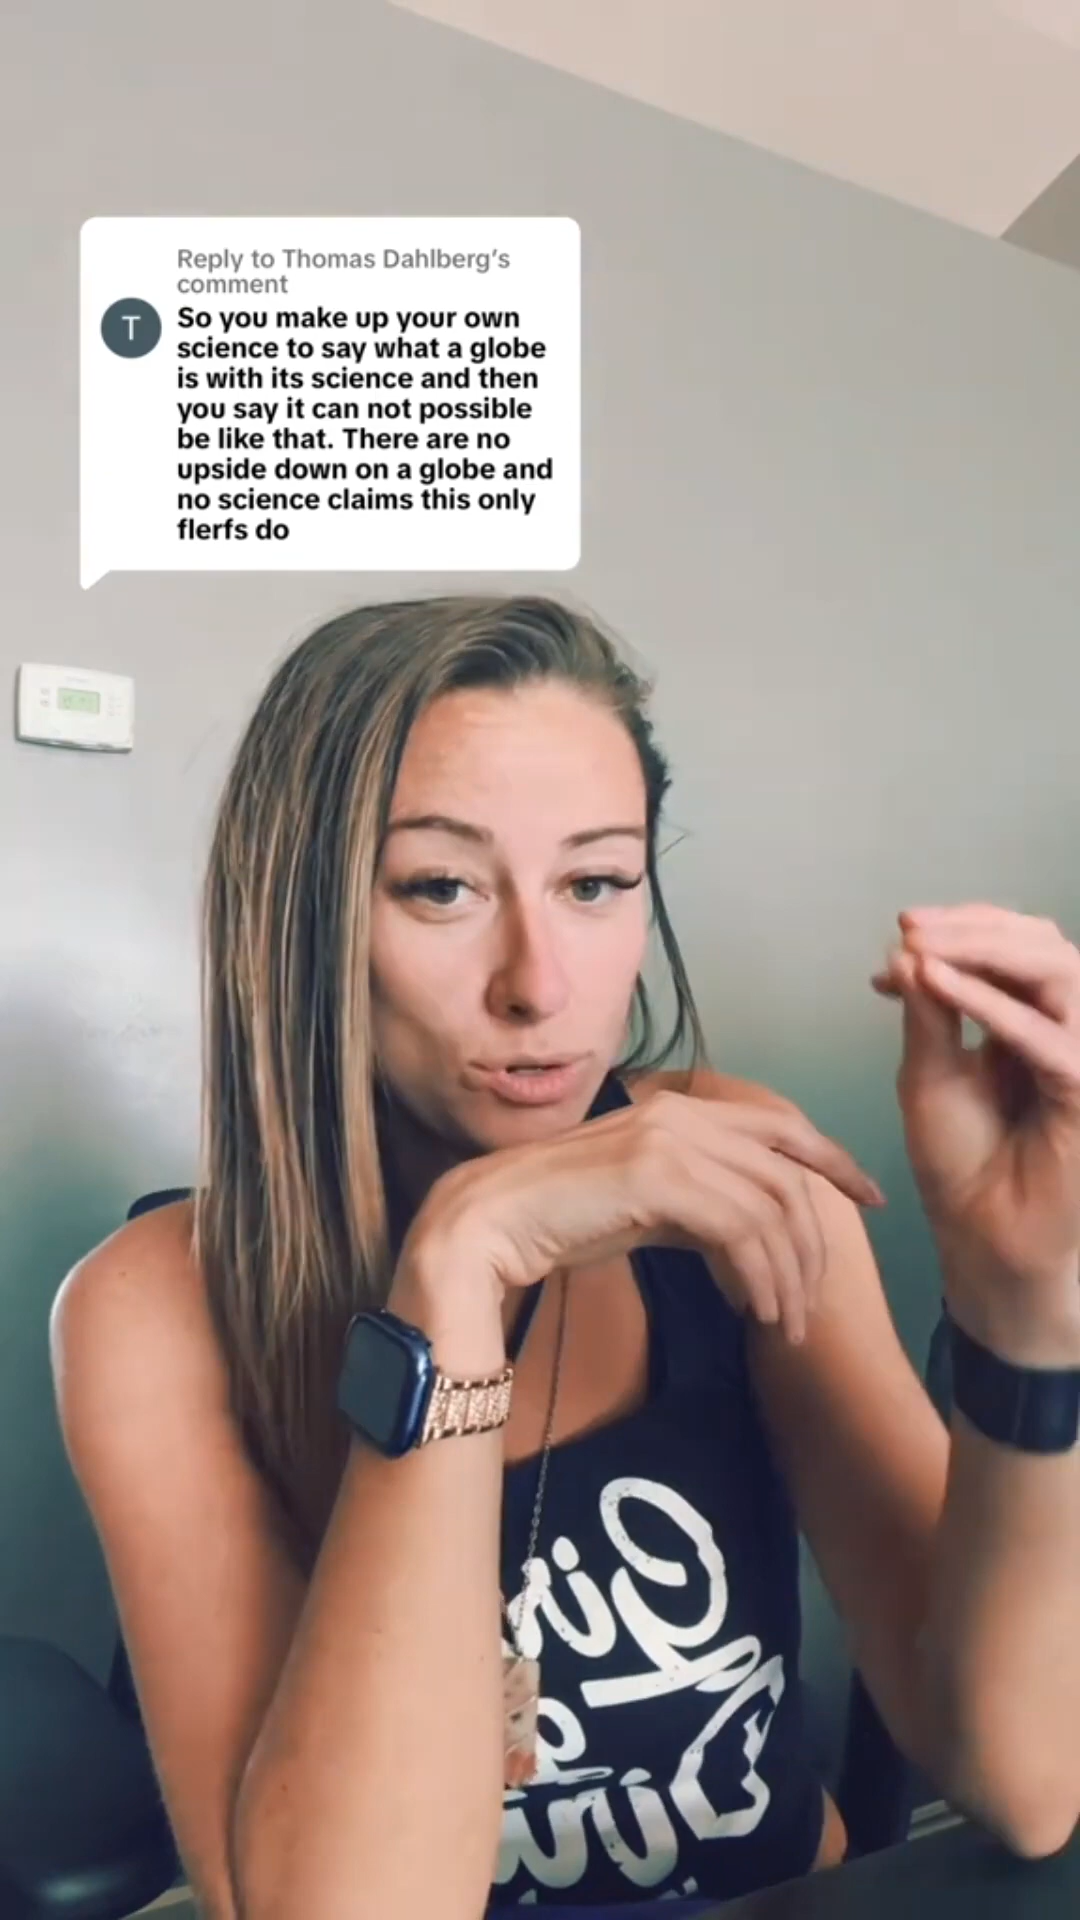 Reply to Thomas Dahlberg's
comment
T
So you make up your own
science to say what a globe
is with its science and then
you say it can not possible
be like that. There are no
upside down on a globe and
no science claims this only
flerfs do